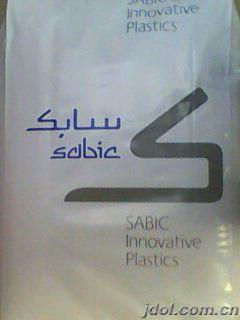 SABIC
Innovative
Plastics
سابك
sabic
SABIC
Innovative
Plastics
jdol.com.cn